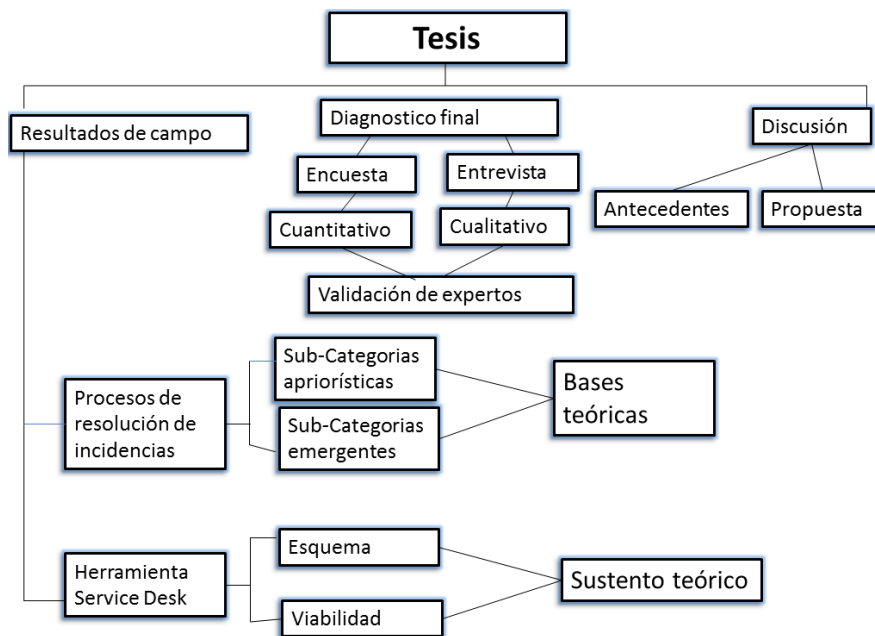 Tesis
Resultados de campo
Diagnostico final
Discusión
Encuesta
Entrevista
Antecedentes
Propuesta
Cuantitativo
Cualitativo
Validación de expertos
Procesos de
resolución de
incidencias
Sub-Categorias
apriorísticas
Sub-Categorias
emergentes
Bases
teóricas
Herramienta
Service Desk
Esquema
Viabilidad
Sustento teórico